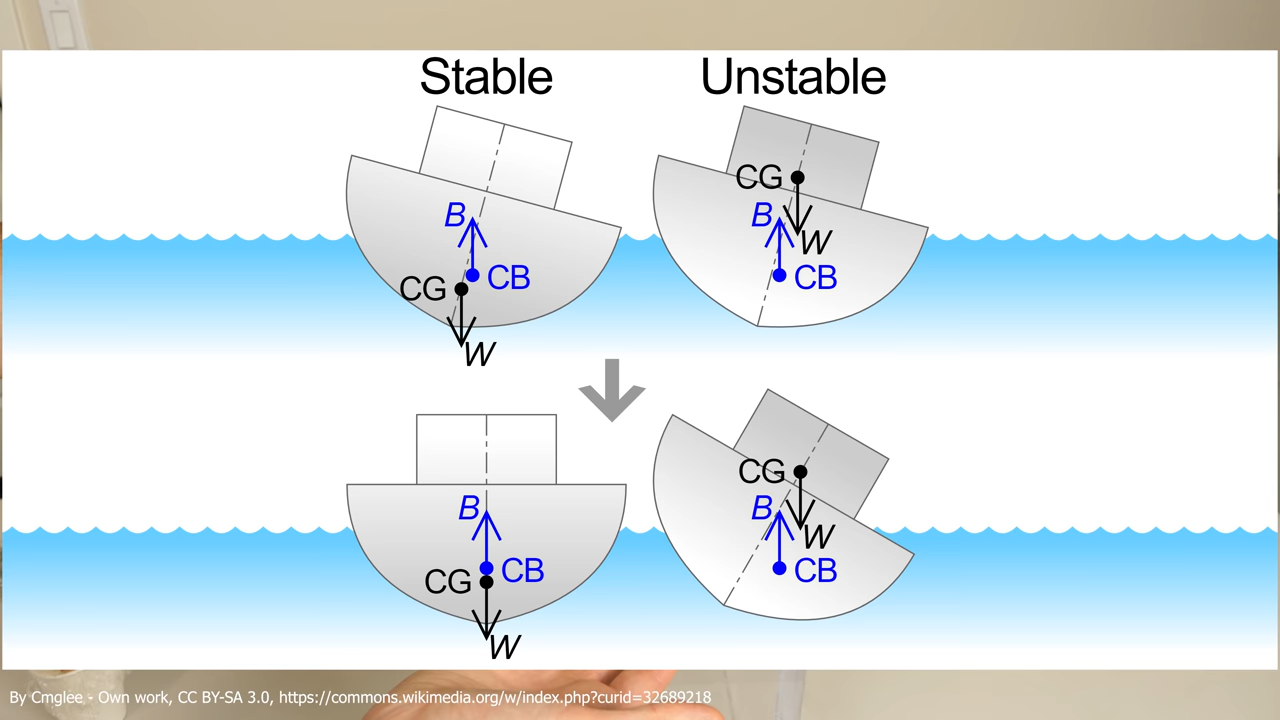 Stable
Unstable
CG
B
B
W
CG
CB
CB
W
CG
B
B
W
CG
CB
CB
W
By Cmglee - Own work, CC BY-SA 3.0, https://commons.wikimedia.org/w/index.php?curid=32689218